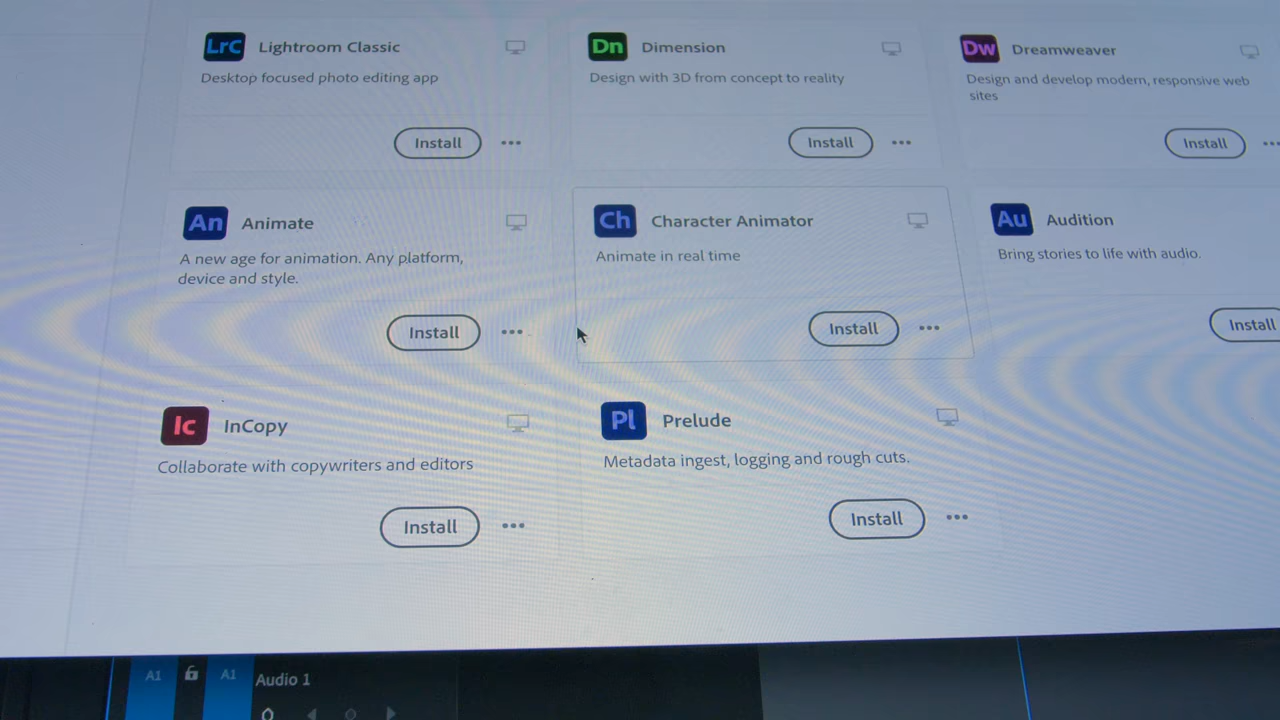 LrC Lightroom Classic
Desktop focused photo editing app
Install
Dn Dimension
Design with 3D from concept to reality
Install
Dw Dreamweaver
Design and develop modern, responsive web
sites
Install
An Animate
A new age for animation. Any platform,
device and style.
Install
Ch Character Animator
Animate in real time
Install
Au Audition
Bring stories to life with audio.
Install
Ic InCopy
Collaborate with copywriters and editors
Install
Pl Prelude
Metadata ingest, logging and rough cuts.
Install
A1 A1 Audio 1